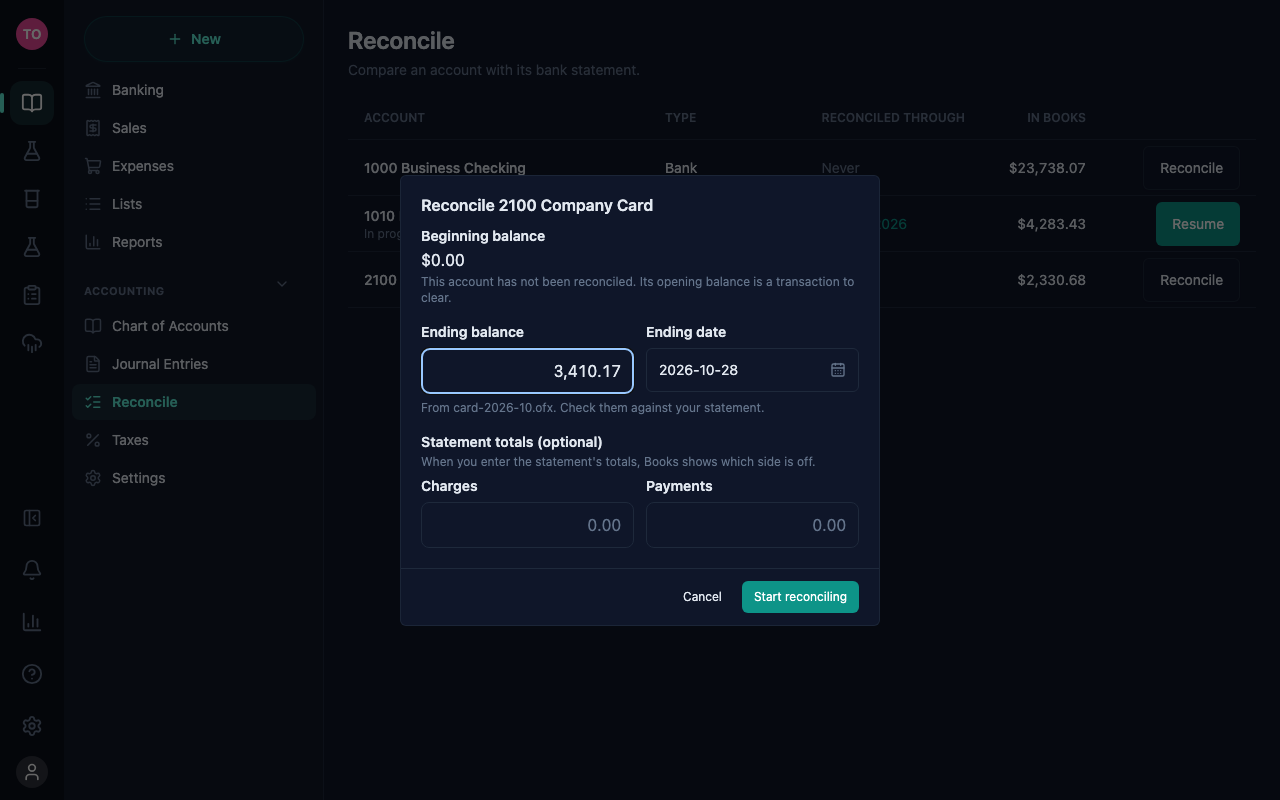 TO
New
Banking
Sales
Expenses
Lists
Reports
ACCOUNTING
Chart of Accounts
Journal Entries
Reconcile
Taxes
Settings
Reconcile
Compare an account with its bank statement.
ACCOUNT TYPE RECONCILED THROUGH IN BOOKS
1000 Business Checking Bank Never $23,738.07 Reconcile
1010 2026 $4,283.43 Resume
In prog
2100 $2,330.68 Reconcile
Reconcile 2100 Company Card
Beginning balance
$0.00
This account has not been reconciled. Its opening balance is a transaction to
clear.
Ending balance Ending date
3,410.17 2026-10-28
From card-2026-10.ofx. Check them against your statement.
Statement totals (optional)
When you enter the statement's totals, Books shows which side is off.
Charges Payments
0.00 0.00
Cancel Start reconciling